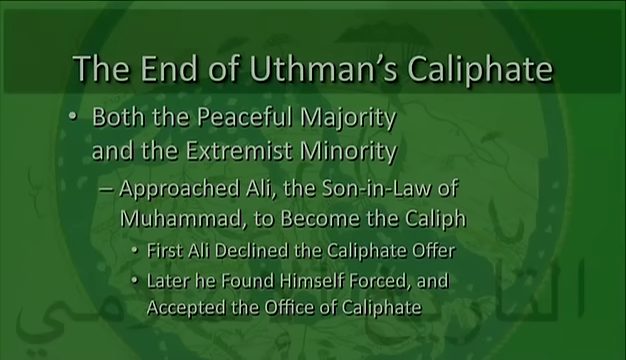 The End of Uthman's Caliphate
• Both the Peaceful Majority
and the Extremist Minority
– Approached Ali, the Son-in-Law of
Muhammad, to Become the Caliph
• First Ali Declined the Caliphate Offer
• Later he Found Himself Forced, and
Accepted the Office of Caliphate